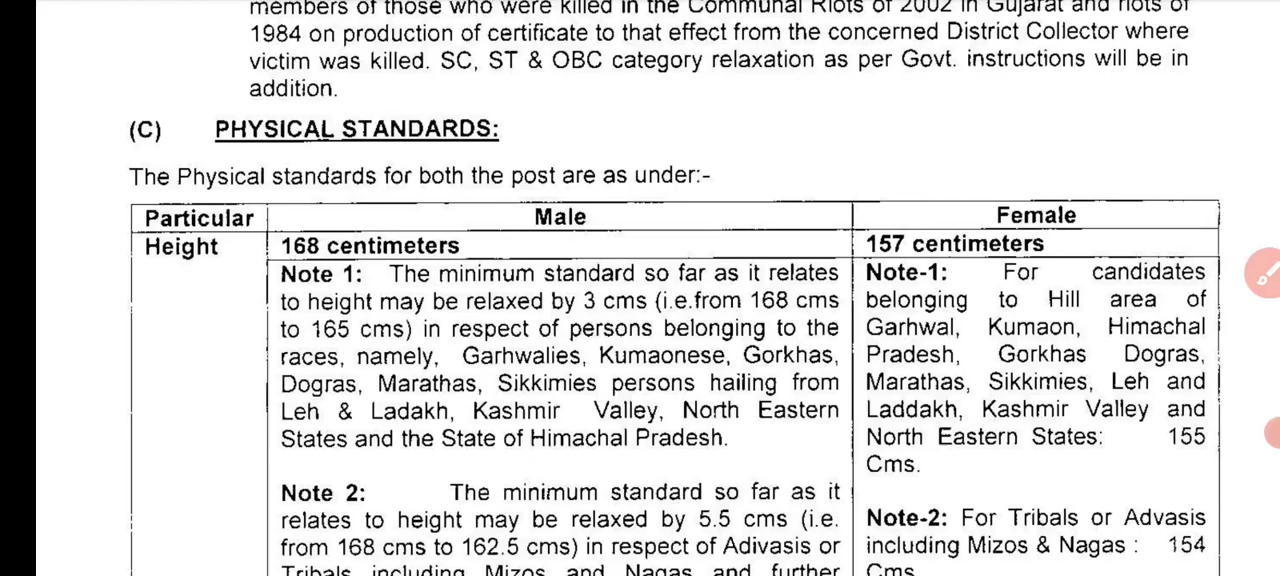 members of those who were killed in the Communal Riots of 2002 in Gujarat and riots of
1984 on production of certificate to that effect from the concerned District Collector where
victim was killed. SC, ST & OBC category relaxation as per Govt. instructions will be in
addition.
(C) PHYSICAL STANDARDS:
The Physical standards for both the post are as under:-
Particular Male Female
Height 168 centimeters 157 centimeters
Note 1: The minimum standard so far as it relates
to height may be relaxed by 3 cms (i.e.from 168 cms
to 165 cms) in respect of persons belonging to the
races, namely, Garhwalies, Kumaonese, Gorkhas,
Dogras, Marathas, Sikkimies persons hailing from
Leh & Ladakh, Kashmir Valley, North Eastern
States and the State of Himachal Pradesh.
Note 2: The minimum standard so far as it
relates to height may be relaxed by 5.5 cms (i.e.
from 168 cms to 162.5 cms) in respect of Adivasis or
Tribals including Mizos and Nagas and further
Note-1: For candidates
belonging to Hill area of
Garhwal, Kumaon, Himachal
Pradesh, Gorkhas Dogras,
Marathas, Sikkimies, Leh and
Laddakh, Kashmir Valley and
North Eastern States: 155
Cms.
Note-2: For Tribals or Advasis
including Mizos & Nagas : 154
Cms.